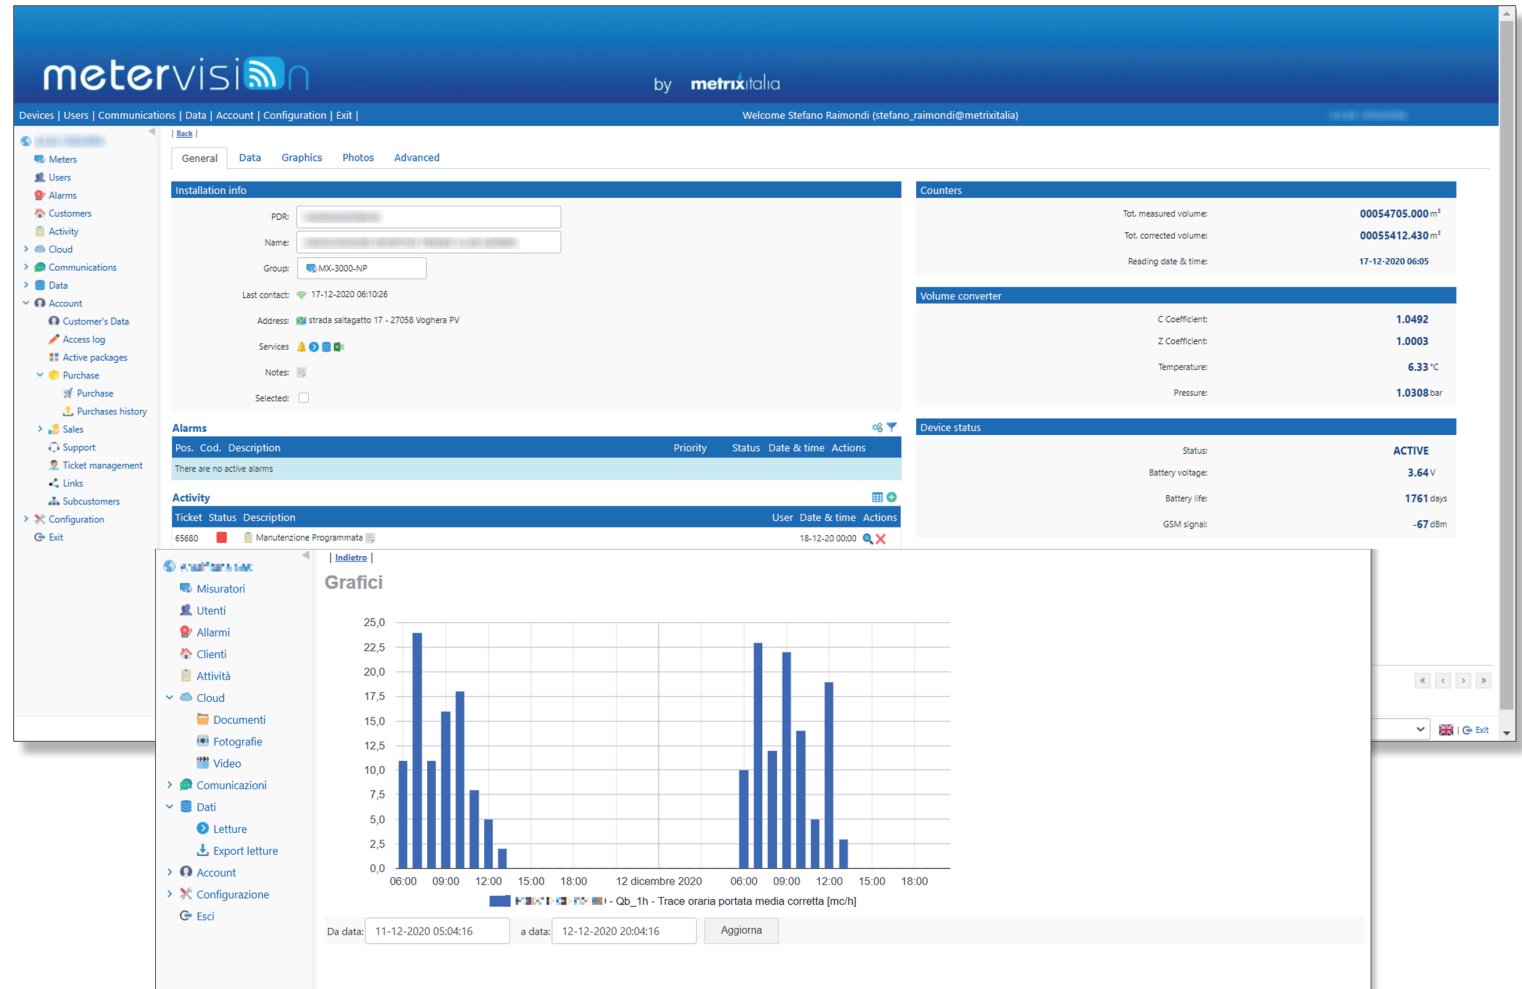 metervision
by metrixitalia
Devices | Users | Communications | Data | Account | Configuration | Exit |
Welcome Stefano Raimondi (stefano_raimondi@metrixitalia)
Meters
Users
Alarms
Customers
Activity
Cloud
Communications
Data
Account
Customer's Data
Access log
Active packages
Purchase
Purchase
Purchases history
Sales
Support
Ticket management
Links
Subcustomers
Configuration
Exit
| Back |
General Data Graphics Photos Advanced
Installation info
PDR:
Name:
Group: MX-3000-NP
Last contact: 17-12-2020 06:10:26
Address: strada saltagatto 17 - 27058 Voghera PV
Services
Notes:
Selected:
Alarms
Pos. Cod. Description Priority Status Date & time Actions
There are no active alarms
Activity
Ticket Status Description User Date & time Actions
65680 Manutenzione Programmata 18-12-20 00:00
Counters
Tot. measured volume: 00054705.000 m³
Tot. corrected volume: 00055412.430 m³
Reading date & time: 17-12-2020 06:05
Volume converter
C Coefficient: 1.0492
Z Coefficient: 1.0003
Temperature: 6.33 °C
Pressure: 1.0308 bar
Device status
Status: ACTIVE
Battery voltage: 3.64 V
Battery life: 1761 days
GSM signal: -67 dBm
« < > »
| Exit
Misuratori
Utenti
Allarmi
Clienti
Attività
Cloud
Documenti
Fotografie
Video
Comunicazioni
Dati
Letture
Export letture
Account
Configurazione
Esci
| Indietro |
Grafici
25,0
22,5
20,0
17,5
15,0
12,5
10,0
7,5
5,0
2,5
0,0
06:00 09:00 12:00 15:00 18:00 12 dicembre 2020 06:00 09:00 12:00 15:00 18:00
- Qb_1h - Trace oraria portata media corretta [mc/h]
Da data: 11-12-2020 05:04:16 a data: 12-12-2020 20:04:16 Aggiorna